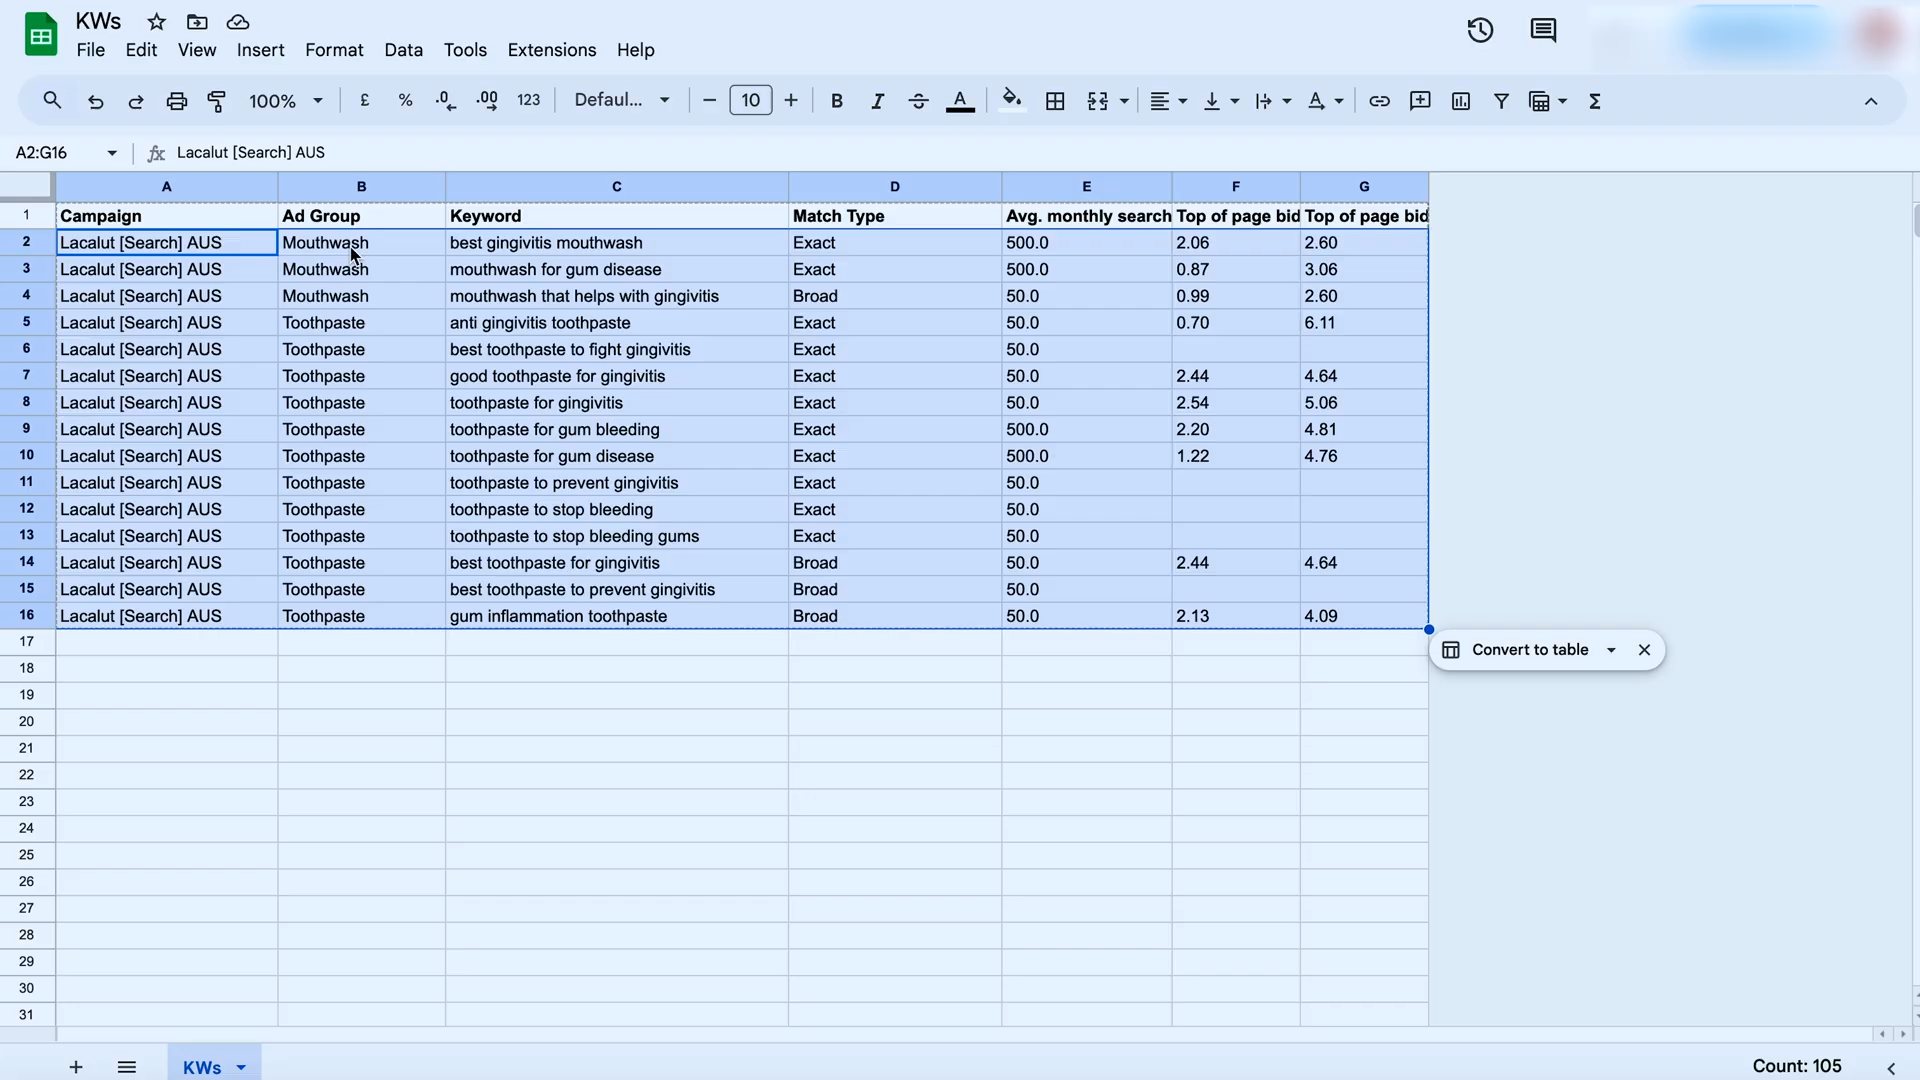 KWs
File Edit View Insert Format Data Tools Extensions Help
100% £ % .0 .00 123 Defaul... 10 B I A Σ
A2:G16 fx Lacalut [Search] AUS
A B C D E F G
1 Campaign Ad Group Keyword Match Type Avg. monthly search Top of page bid Top of page bid
2 Lacalut [Search] AUS Mouthwash best gingivitis mouthwash Exact 500.0 2.06 2.60
3 Lacalut [Search] AUS Mouthwash mouthwash for gum disease Exact 500.0 0.87 3.06
4 Lacalut [Search] AUS Mouthwash mouthwash that helps with gingivitis Broad 50.0 0.99 2.60
5 Lacalut [Search] AUS Toothpaste anti gingivitis toothpaste Exact 50.0 0.70 6.11
6 Lacalut [Search] AUS Toothpaste best toothpaste to fight gingivitis Exact 50.0
7 Lacalut [Search] AUS Toothpaste good toothpaste for gingivitis Exact 50.0 2.44 4.64
8 Lacalut [Search] AUS Toothpaste toothpaste for gingivitis Exact 50.0 2.54 5.06
9 Lacalut [Search] AUS Toothpaste toothpaste for gum bleeding Exact 500.0 2.20 4.81
10 Lacalut [Search] AUS Toothpaste toothpaste for gum disease Exact 500.0 1.22 4.76
11 Lacalut [Search] AUS Toothpaste toothpaste to prevent gingivitis Exact 50.0
12 Lacalut [Search] AUS Toothpaste toothpaste to stop bleeding Exact 50.0
13 Lacalut [Search] AUS Toothpaste toothpaste to stop bleeding gums Exact 50.0
14 Lacalut [Search] AUS Toothpaste best toothpaste for gingivitis Broad 50.0 2.44 4.64
15 Lacalut [Search] AUS Toothpaste best toothpaste to prevent gingivitis Broad 50.0
16 Lacalut [Search] AUS Toothpaste gum inflammation toothpaste Broad 50.0 2.13 4.09
17
Convert to table
18
19
20
21
22
23
24
25
26
27
28
29
30
31
KWs Count: 105